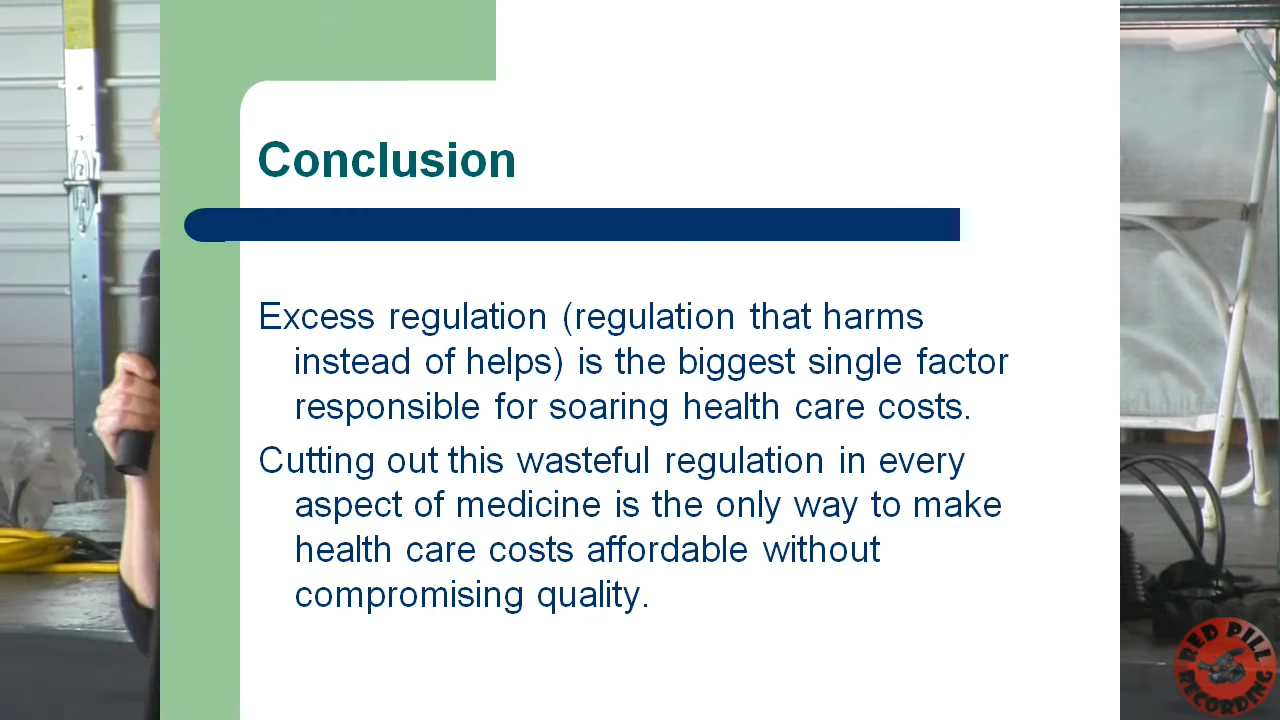 Conclusion
Excess regulation (regulation that harms
instead of helps) is the biggest single factor
responsible for soaring health care costs.
Cutting out this wasteful regulation in every
aspect of medicine is the only way to make
health care costs affordable without
compromising quality.
RED PILL
RECORDING